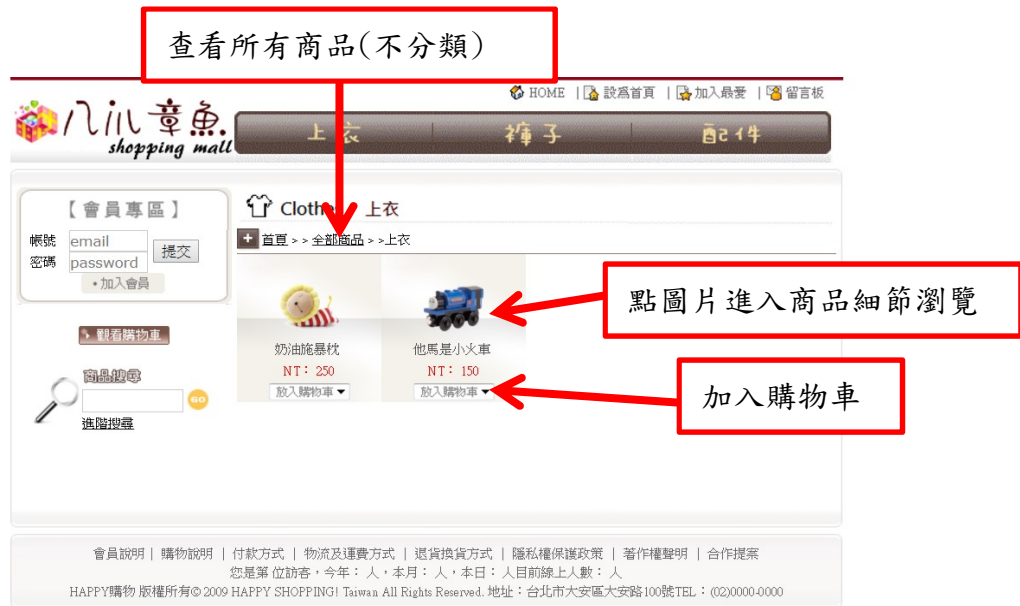 查看所有商品(不分類)
HOME | 設為首頁 | 加入最愛 | 留言板
八爪章魚.
shopping mall
上衣 褲子 配件
【會員專區】
帳號 email
密碼 password
提交
•加入會員
觀看購物車
商品搜尋
GO
進階搜尋
Clothe 上衣
首頁>>全部商品>>上衣
點圖片進入商品細節瀏覽
奶油施暴枕 他馬是小火車
NT：250 NT：150
放入購物車▼ 放入購物車▼
加入購物車
會員說明 | 購物說明 | 付款方式 | 物流及運費方式 | 退貨換貨方式 | 隱私權保護政策 | 著作權聲明 | 合作提案
您是第 位訪客，今年：人，本月：人，本日：人目前線上人數：人
HAPPY購物 版權所有© 2009 HAPPY SHOPPING! Taiwan All Rights Reserved. 地址：台北市大安區大安路100號TEL：(02)0000-0000